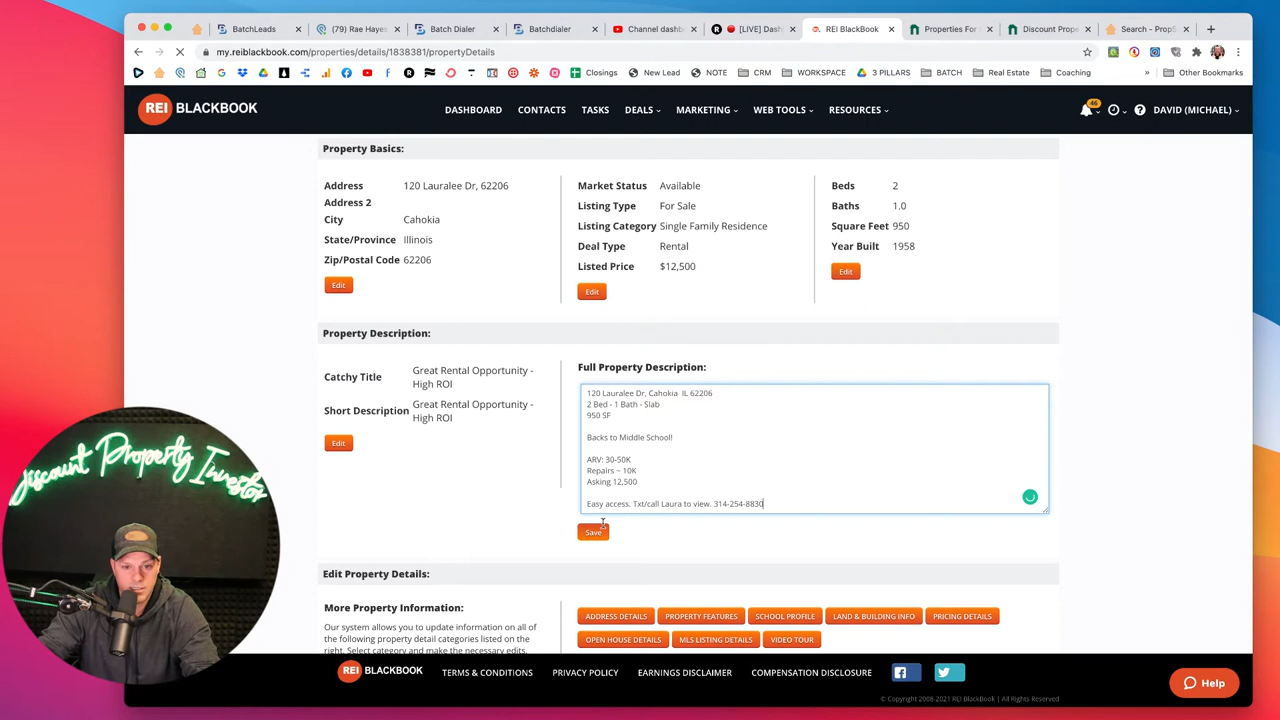 BatchLeads
(79) Rae Hayes
Batch Dialer
Batchdialer
Channel dashb
[LIVE] Dash
REI BlackBook
Properties For
Discount Prope
Search - PropS
my.reiblackbook.com/properties/details/1838381/propertyDetails
Closings
New Lead
NOTE
CRM
WORKSPACE
3 PILLARS
BATCH
Real Estate
Coaching
»
Other Bookmarks
REI BLACKBOOK
DASHBOARD
CONTACTS
TASKS
DEALS
MARKETING
WEB TOOLS
RESOURCES
46
DAVID (MICHAEL)
Property Basics:
Address 120 Lauralee Dr, 62206
Address 2
City Cahokia
State/Province Illinois
Zip/Postal Code 62206
Edit
Market Status Available
Listing Type For Sale
Listing Category Single Family Residence
Deal Type Rental
Listed Price $12,500
Edit
Beds 2
Baths 1.0
Square Feet 950
Year Built 1958
Edit
Property Description:
Catchy Title Great Rental Opportunity -
High ROI
Short Description Great Rental Opportunity -
High ROI
Edit
Full Property Description:
120 Lauralee Dr, Cahokia IL 62206
2 Bed - 1 Bath - Slab
950 SF
Backs to Middle School!
ARV: 30-50K
Repairs ~ 10K
Asking 12,500
Easy access. Txt/call Laura to view. 314-254-8830
Save
Edit Property Details:
More Property Information:
Our system allows you to update information on all of
the following property detail categories listed on the
right. Select category and make the necessary edits.
ADDRESS DETAILS
PROPERTY FEATURES
SCHOOL PROFILE
LAND & BUILDING INFO
PRICING DETAILS
OPEN HOUSE DETAILS
MLS LISTING DETAILS
VIDEO TOUR
REI BLACKBOOK
TERMS & CONDITIONS
PRIVACY POLICY
EARNINGS DISCLAIMER
COMPENSATION DISCLOSURE
© Copyright 2008-2021 REI BlackBook | All Rights Reserved
Help
Discount Property Investor